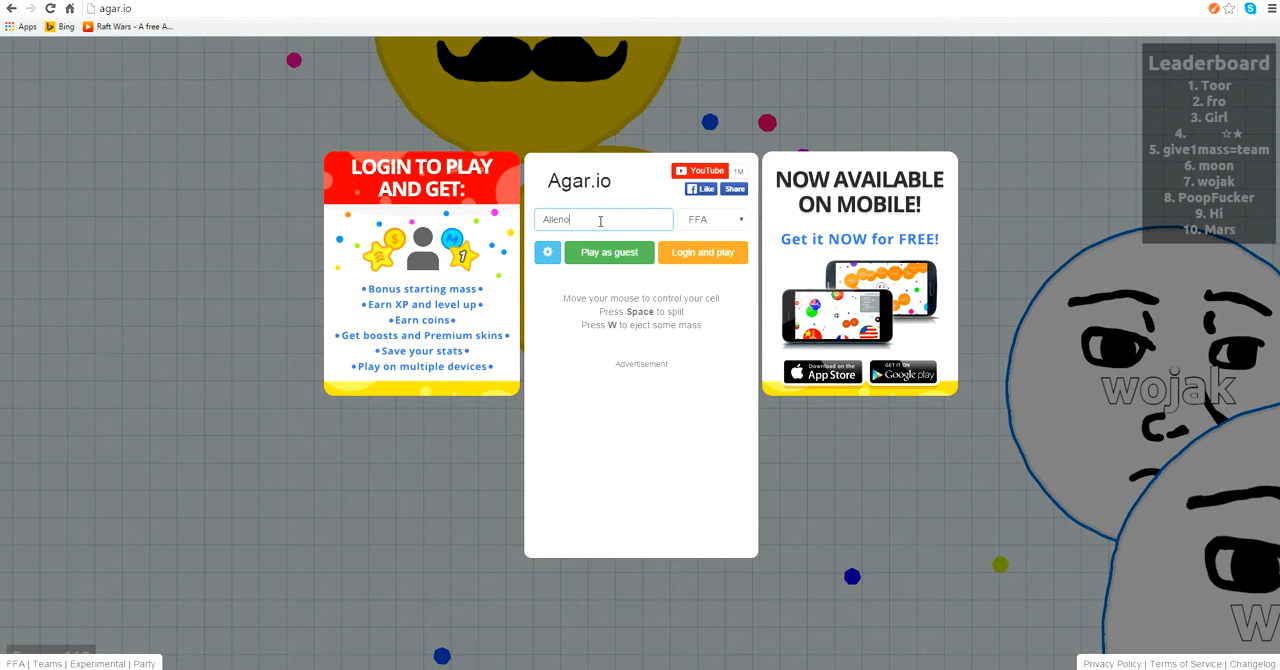 agar.io
Apps Bing Raft Wars - A free A...
Leaderboard
1. Toor
2. fro
3. Girl
4. ☆★
5. give1mass=team
6. moon
7. wojak
8. PoopFucker
9. Hi
10. Mars
LOGIN TO PLAY
AND GET:
•Bonus starting mass•
•Earn XP and level up•
•Earn coins•
•Get boosts and Premium skins•
•Save your stats•
•Play on multiple devices•
Agar.io
YouTube 1M
Like Share
Alleno FFA
Play as guest Login and play
Move your mouse to control your cell
Press Space to split
Press W to eject some mass
Advertisement
NOW AVAILABLE
ON MOBILE!
Get it NOW for FREE!
Download on the
App Store
GET IT ON
Google play
wojak
w
FFA | Teams | Experimental | Party
Privacy Policy | Terms of Service | Changelog